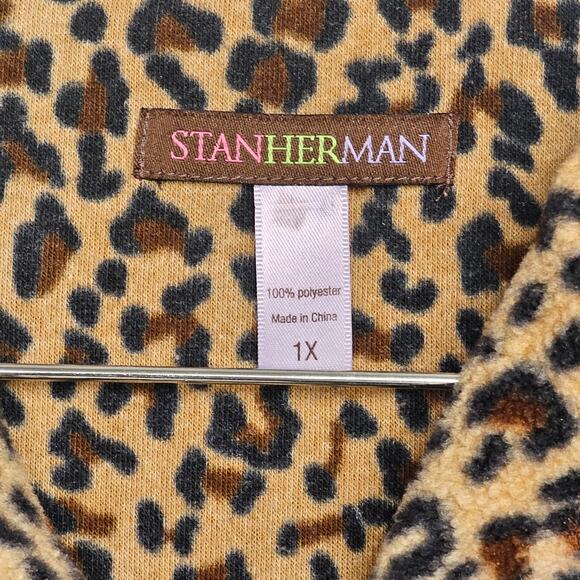 STANHERMAN
100% polyester
Made in China
1X